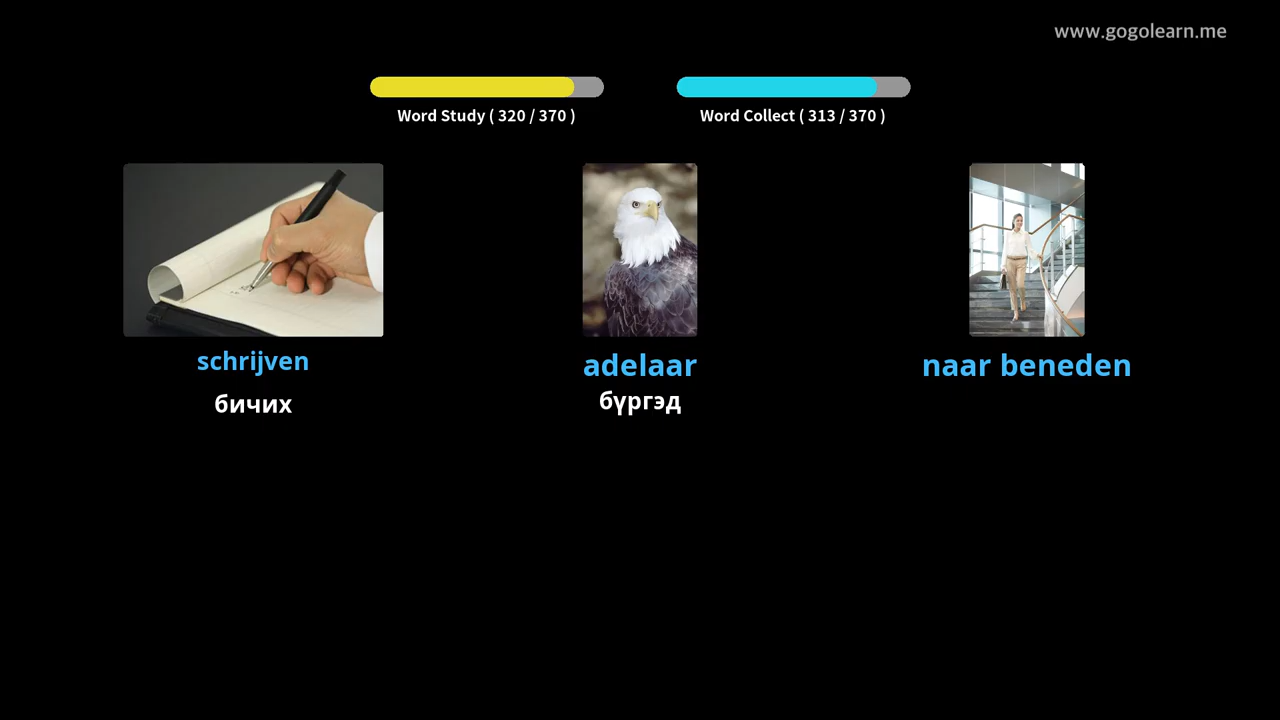 www.gogolearn.me
Word Study ( 320 / 370 )
Word Collect ( 313 / 370 )
schrijven
бичих
adelaar
бүргэд
naar beneden